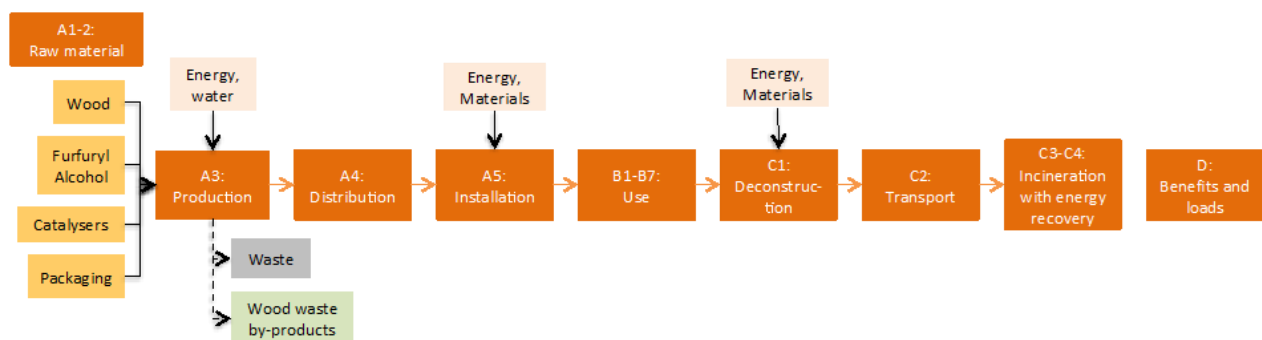 A1-2:
Raw material
Wood
Furfuryl
Alcohol
Catalysers
Packaging
Energy,
water
A3:
Production
Waste
Wood waste
by-products
A4:
Distribution
Energy,
Materials
A5:
Installation
B1-B7:
Use
Energy,
Materials
C1:
Deconstruc-
tion
C2:
Transport
C3-C4:
Incineration
with energy
recovery
D:
Benefits and
loads